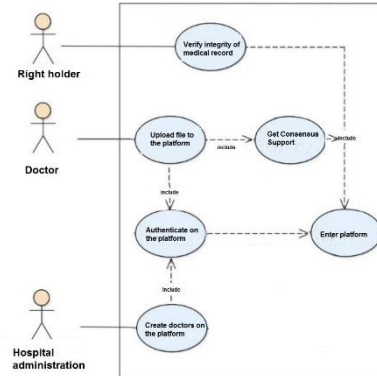 Verify integrity of
medical record
Right holder
Upload file to
the platform
Get Consensus
Support
include
include
Doctor
include
Authenticate on
the platform
Enter platform
include
Create doctors on
the platform
Hospital
administration